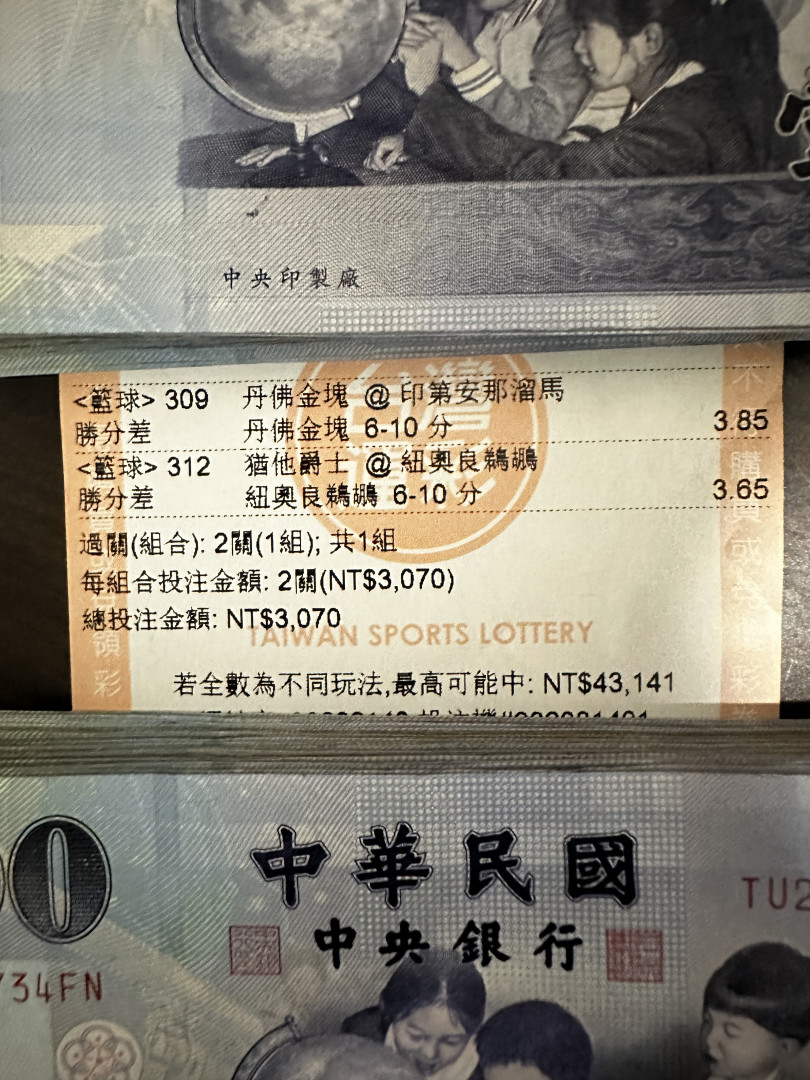 中央印製廠
<籃球> 309 丹佛金塊 @ 印第安那溜馬
勝分差 丹佛金塊 6-10 分 3.85
<籃球> 312 猶他爵士 @ 紐奧良鵜鶘
勝分差 紐奧良鵜鶘 6-10 分 3.65
過關(組合): 2關(1組); 共1組
每組合投注金額: 2關(NT$3,070)
總投注金額: NT$3,070
TAIWAN SPORTS LOTTERY
若全數為不同玩法,最高可能中: NT$43,141
中華民國
中央銀行
TU2
734FN